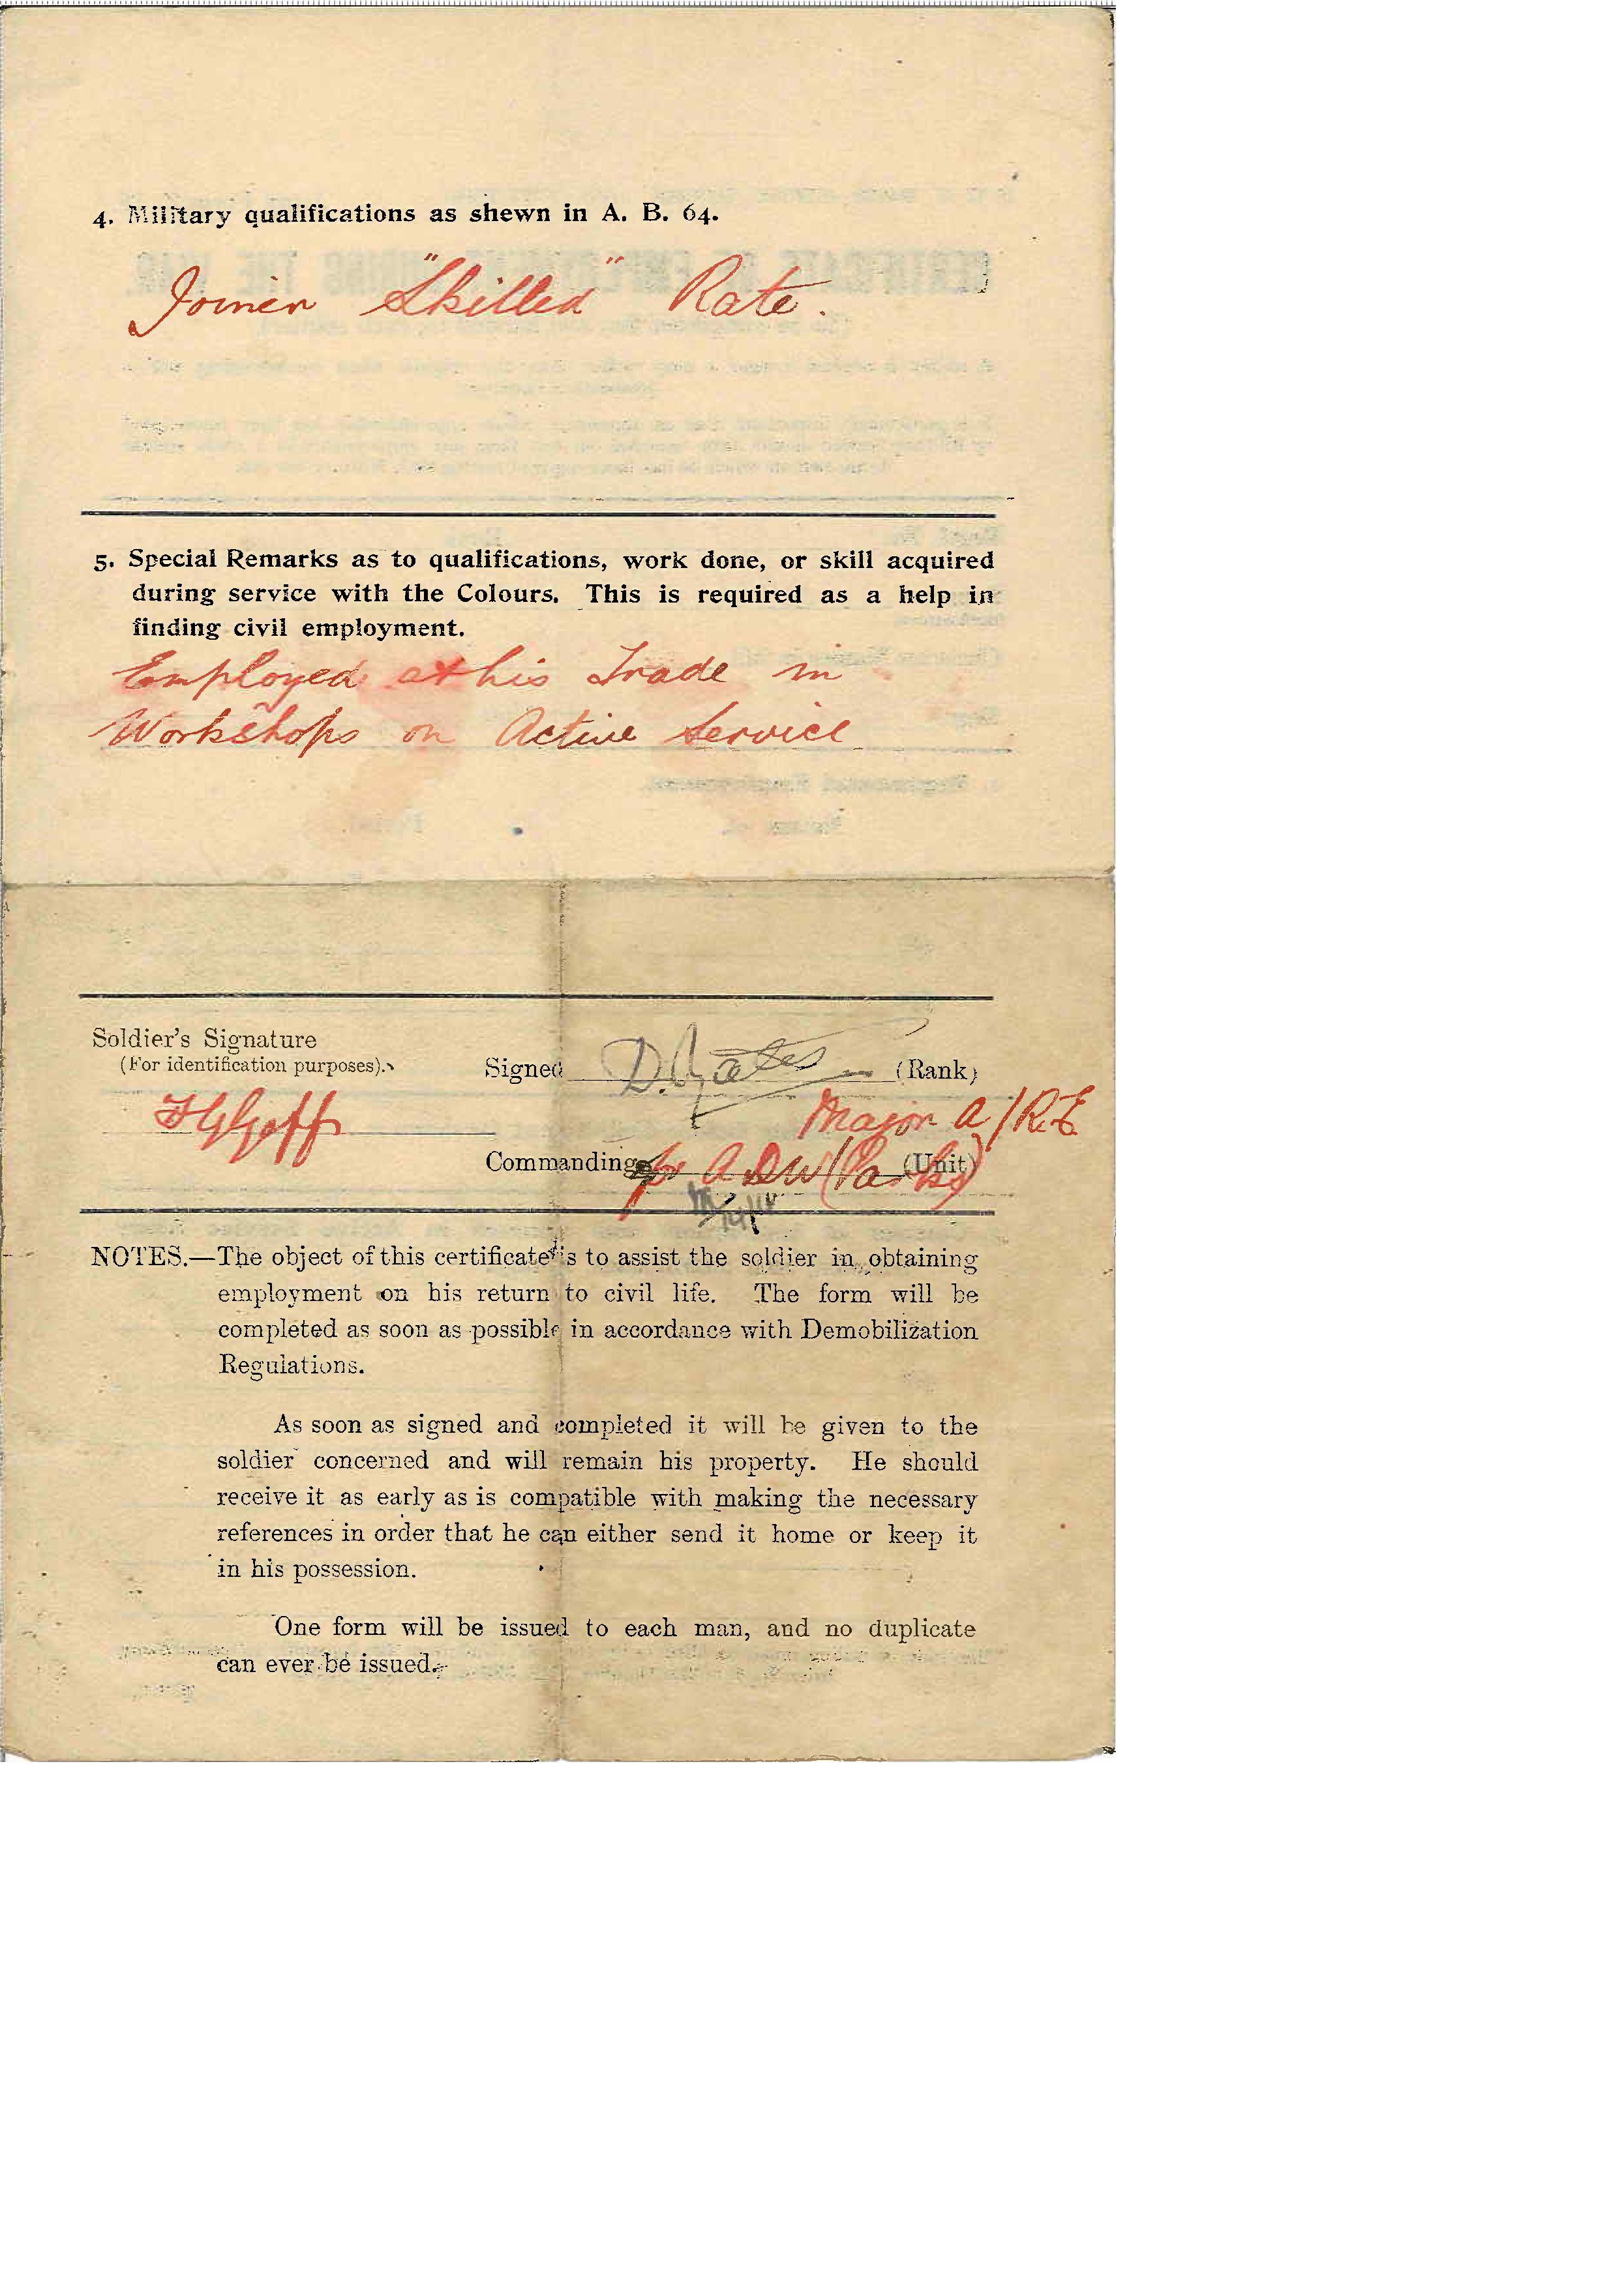 4. Military qualifications as shewn in A. B. 64.
Joiner "Skilled" Rate.
5. Special Remarks as to qualifications, work done, or skill acquired
during service with the Colours. This is required as a help in
finding civil employment.
Employed at his Trade in
Workshops on Active Service
Soldier's Signature
(For identification purposes).
Signed D. Yates (Rank)
Major A/R.E
Commanding for A D W (Parks) (Unit)
NOTES.—The object of this certificate is to assist the soldier in obtaining
employment on his return to civil life. The form will be
completed as soon as possible in accordance with Demobilization
Regulations.
As soon as signed and completed it will be given to the
soldier concerned and will remain his property. He should
receive it as early as is compatible with making the necessary
references in order that he can either send it home or keep it
in his possession.
One form will be issued to each man, and no duplicate
can ever be issued.